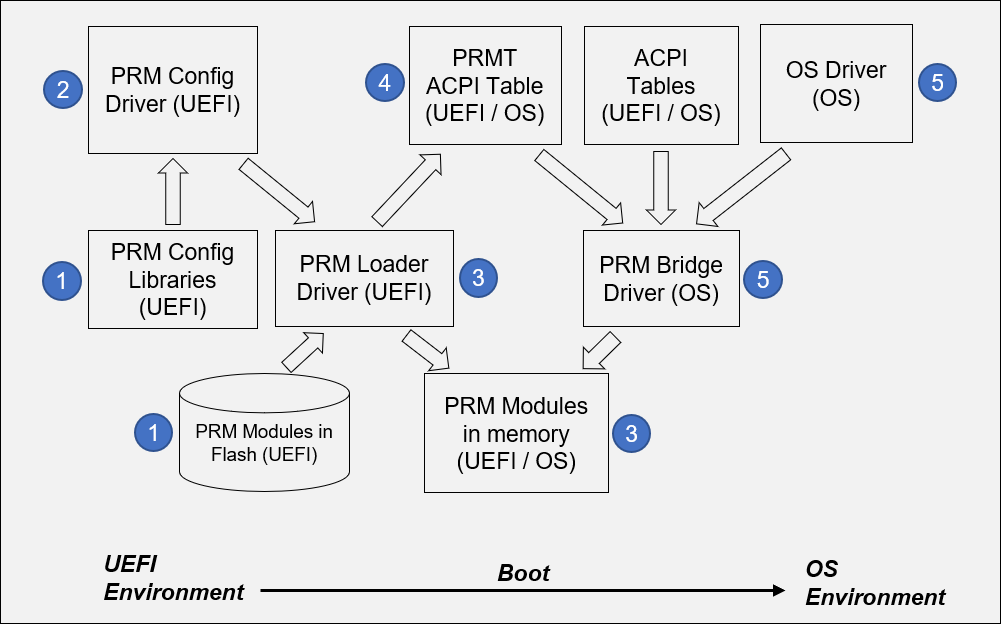 2
PRM Config
Driver (UEFI)
4
PRMT
ACPI Table
(UEFI / OS)
ACPI
Tables
(UEFI / OS)
OS Driver
(OS)
5
1
PRM Config
Libraries
(UEFI)
PRM Loader
Driver (UEFI)
3
PRM Bridge
Driver (OS)
5
1
PRM Modules in
Flash (UEFI)
PRM Modules
in memory
(UEFI / OS)
3
UEFI
Environment
Boot
OS
Environment